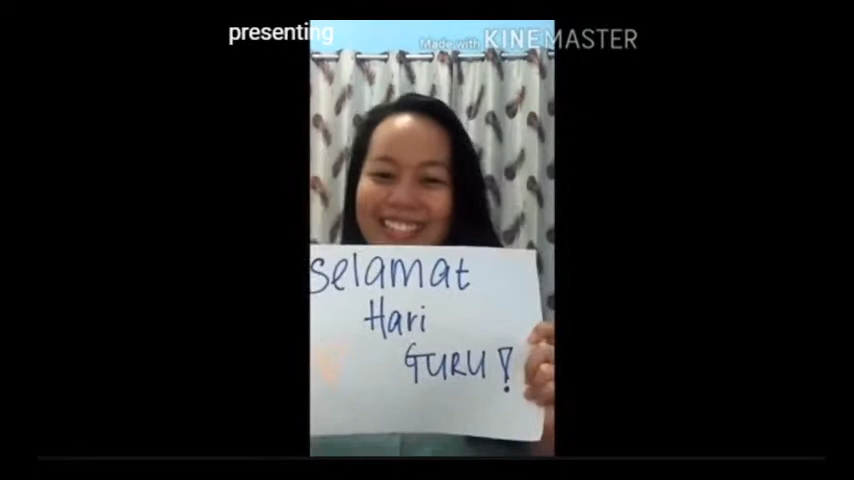 presenting
Made with KINEMASTER
Selamat
Hari
GURU!